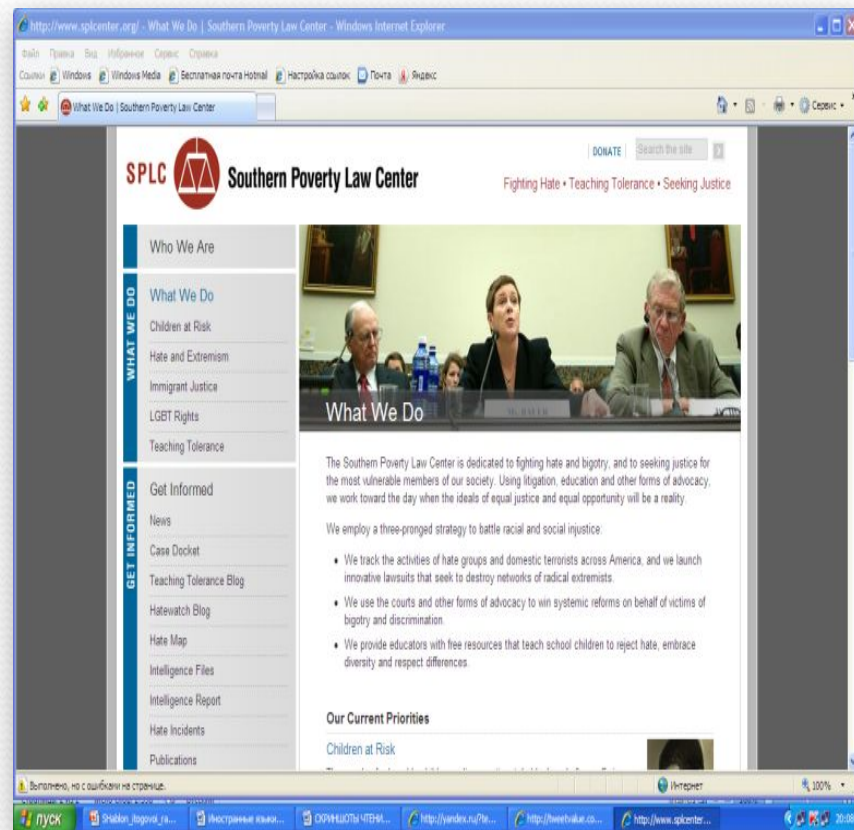 http://www.splcenter.org/ - What We Do | Southern Poverty Law Center - Windows Internet Explorer
Файл Правка Вид Избранное Сервис Справка
Ссылки Windows Windows Media Бесплатная почта Hotmail Настройка ссылок Почта Яндекс
What We Do | Southern Poverty Law Center
Сервис
DONATE Search the site
SPLC Southern Poverty Law Center
Fighting Hate • Teaching Tolerance • Seeking Justice
Who We Are
WHAT WE DO
What We Do
Children at Risk
Hate and Extremism
Immigrant Justice
LGBT Rights
Teaching Tolerance
GET INFORMED
Get Informed
News
Case Docket
Teaching Tolerance Blog
Hatewatch Blog
Hate Map
Intelligence Files
Intelligence Report
Hate Incidents
Publications
What We Do
The Southern Poverty Law Center is dedicated to fighting hate and bigotry, and to seeking justice for
the most vulnerable members of our society. Using litigation, education and other forms of advocacy,
we work toward the day when the ideals of equal justice and equal opportunity will be a reality.
We employ a three-pronged strategy to battle racial and social injustice:
• We track the activities of hate groups and domestic terrorists across America, and we launch
innovative lawsuits that seek to destroy networks of radical extremists.
• We use the courts and other forms of advocacy to win systemic reforms on behalf of victims of
bigotry and discrimination.
• We provide educators with free resources that teach school children to reject hate, embrace
diversity and respect differences.
Our Current Priorities
Children at Risk
Выполнено, но с ошибками на странице.
Интернет
100%
пуск
SHablon_itogovoi_ra...
Иностранные языки...
СКРИНШОТЫ ЧТЕНИ...
http://yandex.ru/?te...
http://tweetvalue.co...
http://www.splcenter...
20:08